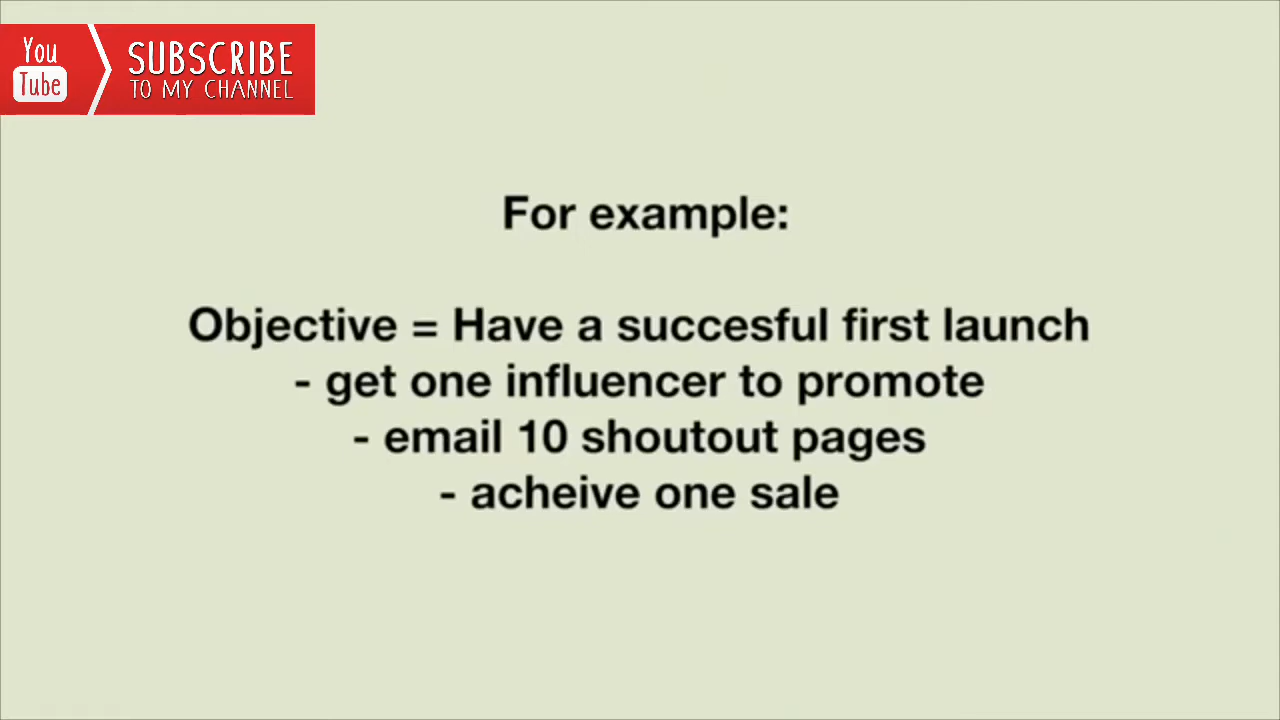 You
Tube
SUBSCRIBE
TO MY CHANNEL
For example:
Objective = Have a succesful first launch
- get one influencer to promote
- email 10 shoutout pages
- acheive one sale